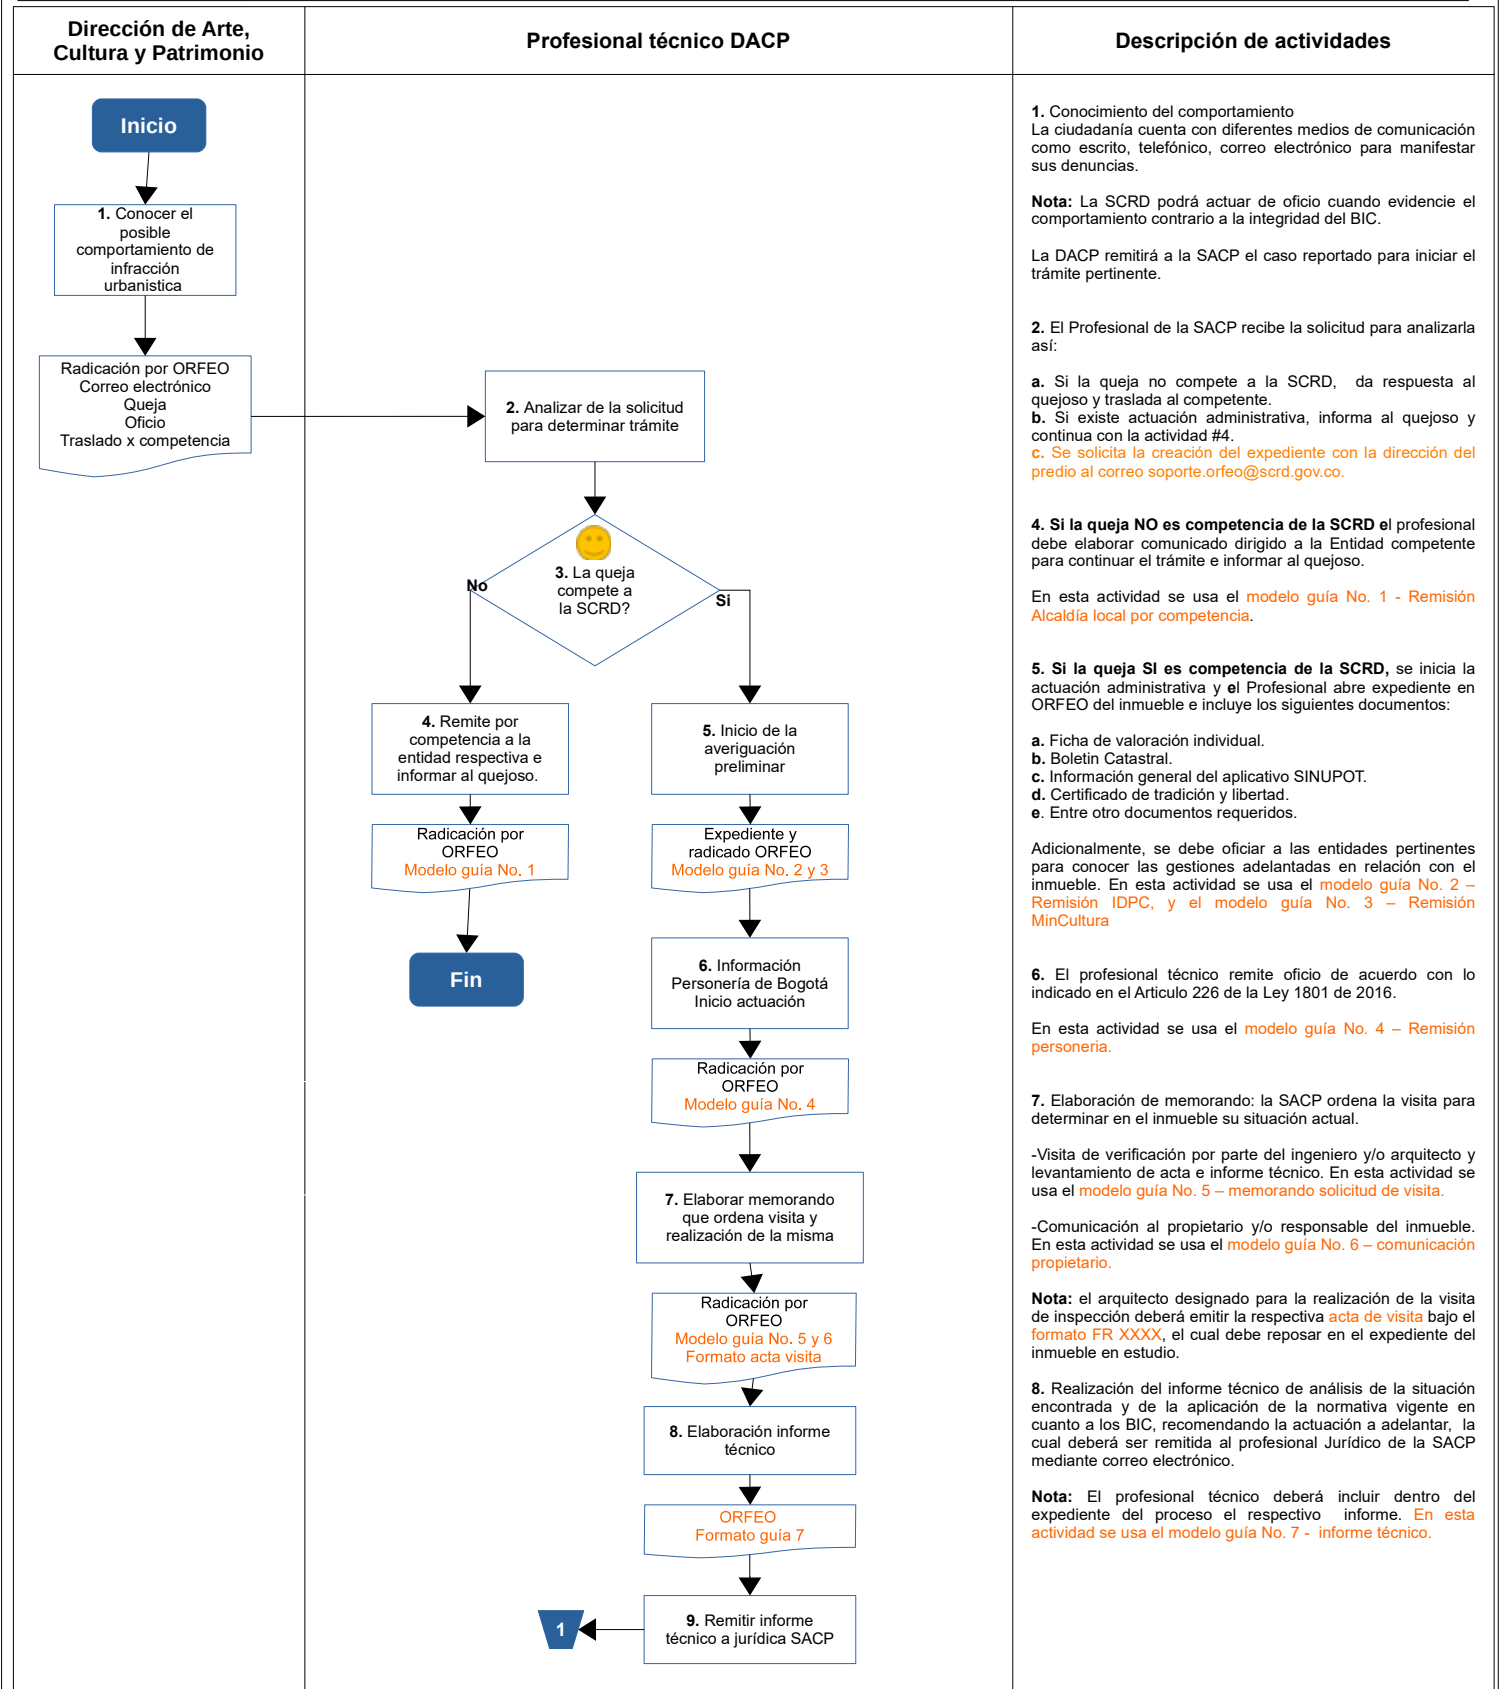 Dirección de Arte,
Cultura y Patrimonio
Profesional técnico DACP
Descripción de actividades
Inicio
1. Conocer el
posible
comportamiento de
infracción
urbanistica
Radicación por ORFEO
Correo electrónico
Queja
Oficio
Traslado x competencia
2. Analizar de la solicitud
para determinar trámite
3. La queja
compete a
la SCRD?
No
Si
4. Remite por
competencia a la
entidad respectiva e
informar al quejoso.
5. Inicio de la
averiguación
preliminar
Radicación por
ORFEO
Modelo guía No. 1
Expediente y
radicado ORFEO
Modelo guía No. 2 y 3
Fin
6. Información
Personería de Bogotá
Inicio actuación
Radicación por
ORFEO
Modelo guía No. 4
7. Elaborar memorando
que ordena visita y
realización de la misma
Radicación por
ORFEO
Modelo guía No. 5 y 6
Formato acta visita
8. Elaboración informe
técnico
ORFEO
Formato guía 7
9. Remitir informe
técnico a jurídica SACP
1
1. Conocimiento del comportamiento
La ciudadanía cuenta con diferentes medios de comunicación
como escrito, telefónico, correo electrónico para manifestar
sus denuncias.
Nota: La SCRD podrá actuar de oficio cuando evidencie el
comportamiento contrario a la integridad del BIC.
La DACP remitirá a la SACP el caso reportado para iniciar el
trámite pertinente.
2. El Profesional de la SACP recibe la solicitud para analizarla
así:
a. Si la queja no compete a la SCRD, da respuesta al
quejoso y traslada al competente.
b. Si existe actuación administrativa, informa al quejoso y
continua con la actividad #4.
c. Se solicita la creación del expediente con la dirección del
predio al correo soporte.orfeo@scrd.gov.co.
4. Si la queja NO es competencia de la SCRD el profesional
debe elaborar comunicado dirigido a la Entidad competente
para continuar el trámite e informar al quejoso.
En esta actividad se usa el modelo guía No. 1 - Remisión
Alcaldía local por competencia.
5. Si la queja SI es competencia de la SCRD, se inicia la
actuación administrativa y el Profesional abre expediente en
ORFEO del inmueble e incluye los siguientes documentos:
a. Ficha de valoración individual.
b. Boletin Catastral.
c. Información general del aplicativo SINUPOT.
d. Certificado de tradición y libertad.
e. Entre otro documentos requeridos.
Adicionalmente, se debe oficiar a las entidades pertinentes
para conocer las gestiones adelantadas en relación con el
inmueble. En esta actividad se usa el modelo guía No. 2 –
Remisión IDPC, y el modelo guía No. 3 – Remisión
MinCultura
6. El profesional técnico remite oficio de acuerdo con lo
indicado en el Articulo 226 de la Ley 1801 de 2016.
En esta actividad se usa el modelo guía No. 4 – Remisión
personeria.
7. Elaboración de memorando: la SACP ordena la visita para
determinar en el inmueble su situación actual.
-Visita de verificación por parte del ingeniero y/o arquitecto y
levantamiento de acta e informe técnico. En esta actividad se
usa el modelo guía No. 5 – memorando solicitud de visita.
-Comunicación al propietario y/o responsable del inmueble.
En esta actividad se usa el modelo guía No. 6 – comunicación
propietario.
Nota: el arquitecto designado para la realización de la visita
de inspección deberá emitir la respectiva acta de visita bajo el
formato FR XXXX, el cual debe reposar en el expediente del
inmueble en estudio.
8. Realización del informe técnico de análisis de la situación
encontrada y de la aplicación de la normativa vigente en
cuanto a los BIC, recomendando la actuación a adelantar, la
cual deberá ser remitida al profesional Jurídico de la SACP
mediante correo electrónico.
Nota: El profesional técnico deberá incluir dentro del
expediente del proceso el respectivo informe. En esta
actividad se usa el modelo guía No. 7 - informe técnico.